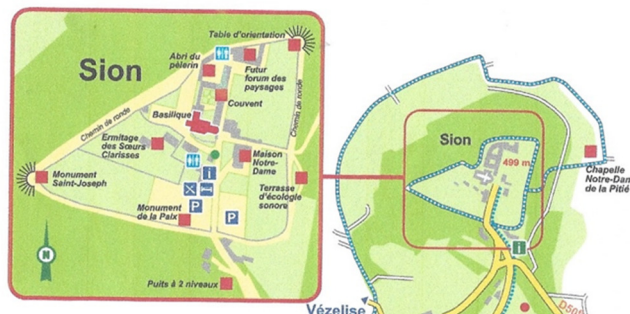 Sion
Table d'orientation
Abri du
pèlerin
Futur
forum des
paysages
Couvent
Chemin de ronde
Chemin de ronde
Basilique
Ermitage
des Sœurs
Clarisses
Maison
Notre-
Dame
Monument
Saint-Joseph
i
Terrasse
d'écologie
sonore
Monument
de la Paix
P
P
N
Puits à 2 niveaux
Sion
499 m
Chapelle
Notre-Dam
de la Pitié
i
Vézelise